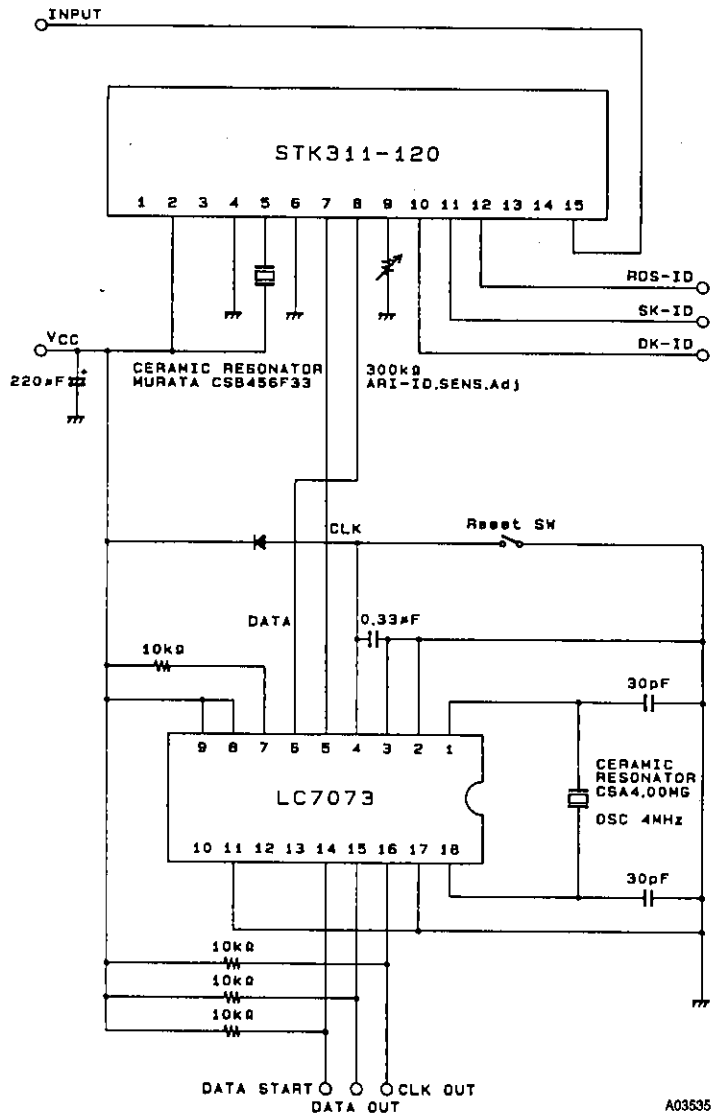 INPUT
STK311-120
1 2 3 4 5 6 7 8 9 10 11 12 13 14 15
RDS-ID
SK-ID
VCC
DK-ID
220μF
+
CERAMIC RESONATOR
MURATA CSB456F33
300kΩ
ARI-ID.SENS.Adj
CLK
Reset SW
DATA
0.33μF
10kΩ
30pF
9 8 7 6 5 4 3 2 1
LC7073
CERAMIC
RESONATOR
CSA4.00MG
OSC 4MHz
10 11 12 13 14 15 16 17 18
30pF
10kΩ
10kΩ
10kΩ
DATA START
CLK OUT
DATA OUT
A03535